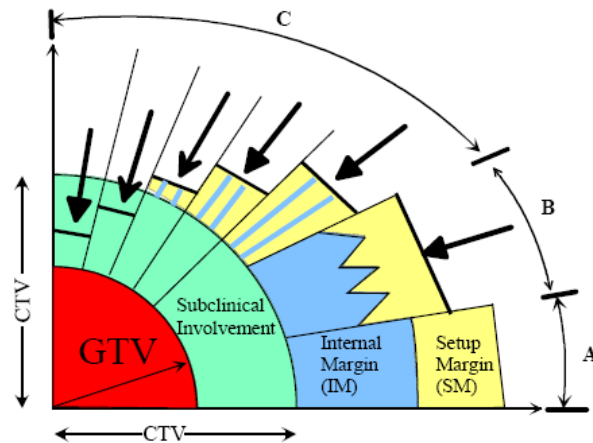 C
B
A
CTV
Subclinical
Involvement
GTV
Internal
Margin
(IM)
Setup
Margin
(SM)
CTV